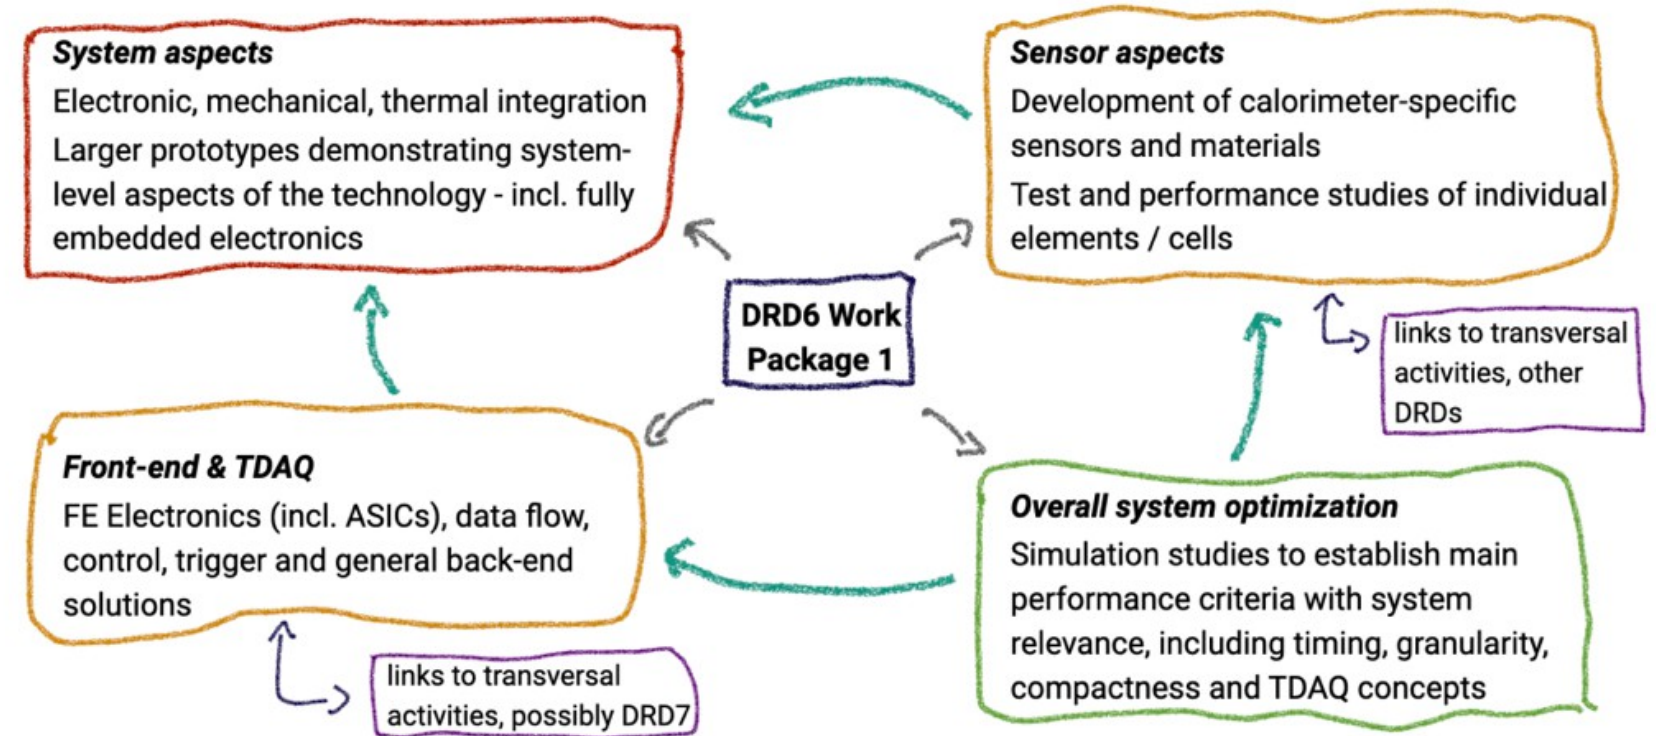 System aspects
Electronic, mechanical, thermal integration
Larger prototypes demonstrating system-
level aspects of the technology - incl. fully
embedded electronics
Sensor aspects
Development of calorimeter-specific
sensors and materials
Test and performance studies of individual
elements / cells
DRD6 Work
Package 1
links to transversal
activities, other
DRDs
Front-end & TDAQ
FE Electronics (incl. ASICs), data flow,
control, trigger and general back-end
solutions
links to transversal
activities, possibly DRD7
Overall system optimization
Simulation studies to establish main
performance criteria with system
relevance, including timing, granularity,
compactness and TDAQ concepts